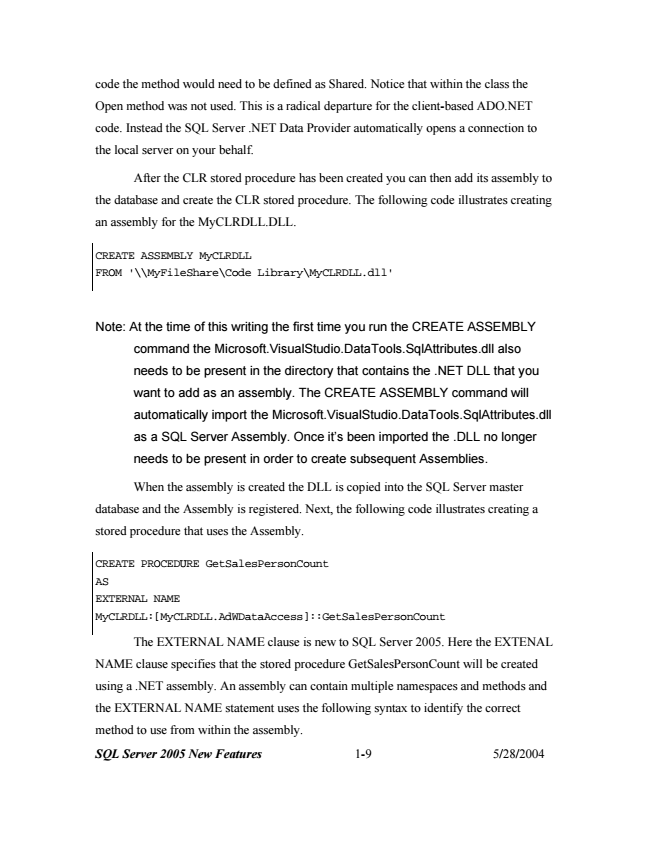 code the method would need to be defined as Shared. Notice that within the class the
Open method was not used. This is a radical departure for the client-based ADO.NET
code. Instead the SQL Server .NET Data Provider automatically opens a connection to
the local server on your behalf.
After the CLR stored procedure has been created you can then add its assembly to
the database and create the CLR stored procedure. The following code illustrates creating
an assembly for the MyCLRDLL.DLL.
CREATE ASSEMBLY MyCLRDLL
FROM '\\MyFileShare\Code Library\MyCLRDLL.dll'
Note: At the time of this writing the first time you run the CREATE ASSEMBLY
command the Microsoft.VisualStudio.DataTools.SqlAttributes.dll also
needs to be present in the directory that contains the .NET DLL that you
want to add as an assembly. The CREATE ASSEMBLY command will
automatically import the Microsoft.VisualStudio.DataTools.SqlAttributes.dll
as a SQL Server Assembly. Once it's been imported the .DLL no longer
needs to be present in order to create subsequent Assemblies.
When the assembly is created the DLL is copied into the SQL Server master
database and the Assembly is registered. Next, the following code illustrates creating a
stored procedure that uses the Assembly.
CREATE PROCEDURE GetSalesPersonCount
AS
EXTERNAL NAME
MyCLRDLL:[MyCLRDLL.AdWDataAccess]::GetSalesPersonCount
The EXTERNAL NAME clause is new to SQL Server 2005. Here the EXTENAL
NAME clause specifies that the stored procedure GetSalesPersonCount will be created
using a .NET assembly. An assembly can contain multiple namespaces and methods and
the EXTERNAL NAME statement uses the following syntax to identify the correct
method to use from within the assembly.
SQL Server 2005 New Features 1-9 5/28/2004